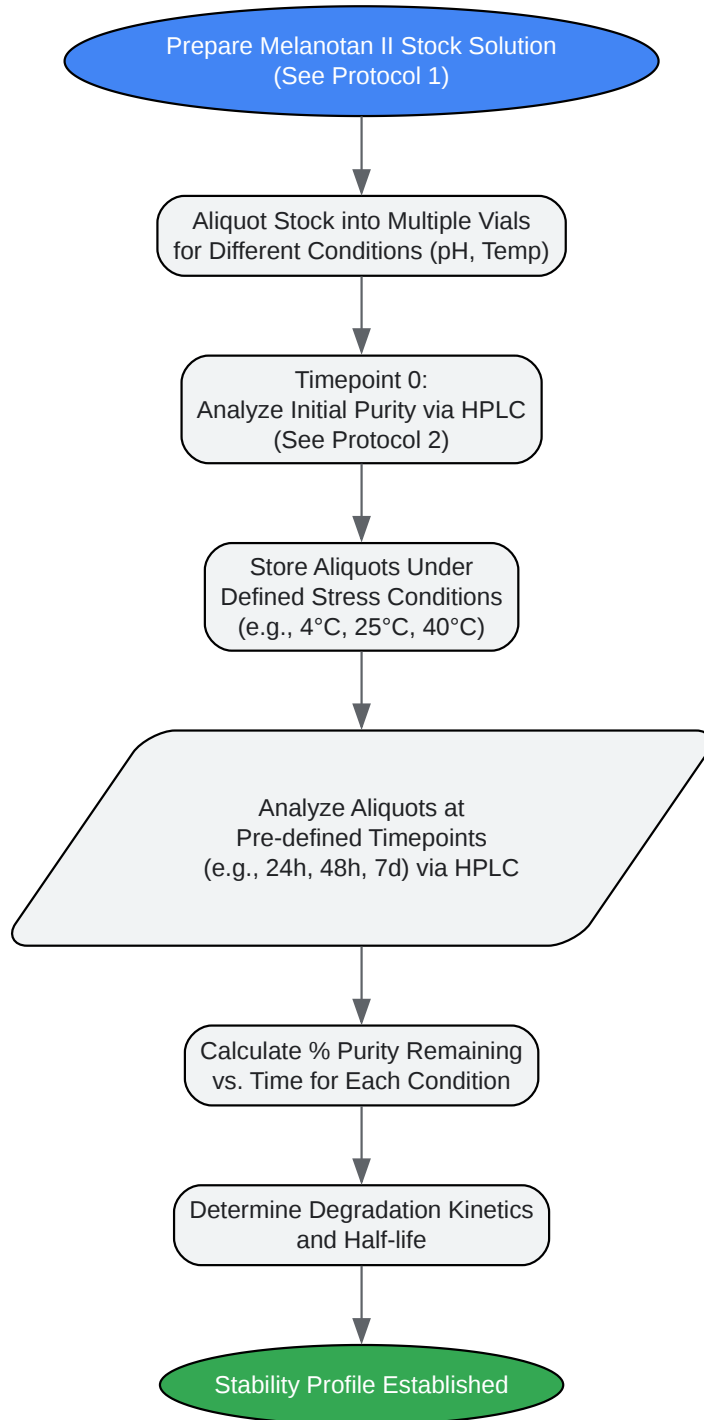 Prepare Melanotan II Stock Solution
(See Protocol 1)
Aliquot Stock into Multiple Vials
for Different Conditions (pH, Temp)
Timepoint 0:
Analyze Initial Purity via HPLC
(See Protocol 2)
Store Aliquots Under
Defined Stress Conditions
(e.g., 4°C, 25°C, 40°C)
Analyze Aliquots at
Pre-defined Timepoints
(e.g., 24h, 48h, 7d) via HPLC
Calculate % Purity Remaining
vs. Time for Each Condition
Determine Degradation Kinetics
and Half-life
Stability Profile Established